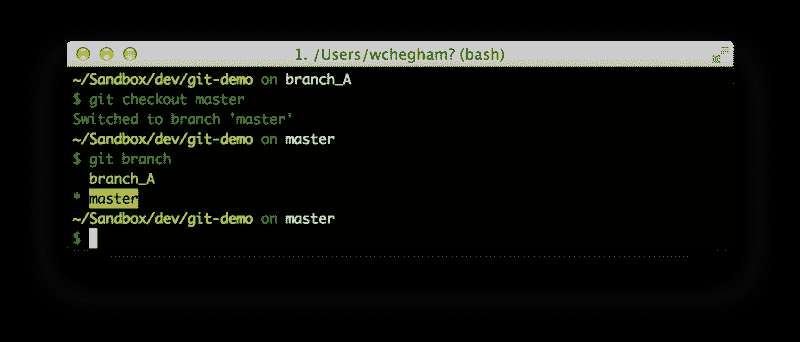 1. /Users/wchegham? (bash)
~/Sandbox/dev/git-demo on branch_A
$ git checkout master
Switched to branch 'master'
~/Sandbox/dev/git-demo on master
$ git branch
branch_A
* master
~/Sandbox/dev/git-demo on master
$